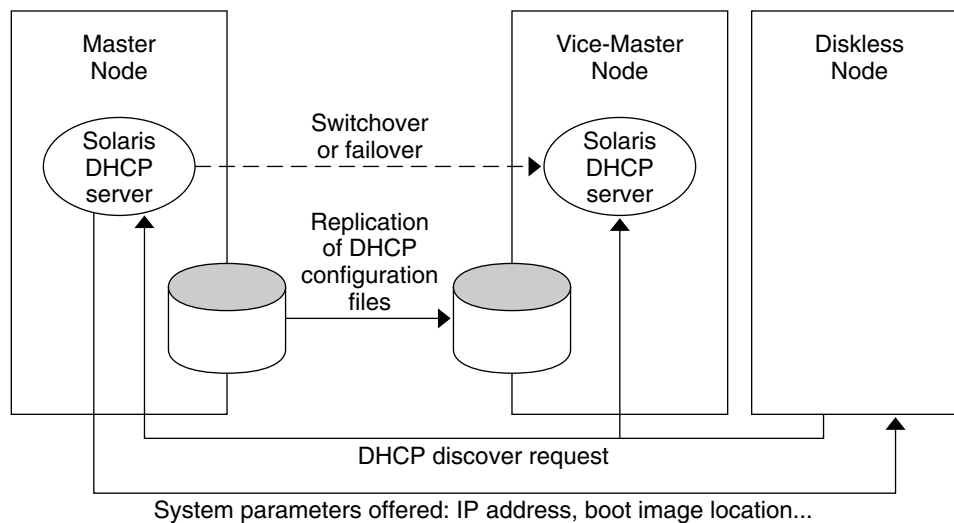 Master
Node
Vice-Master
Node
Diskless
Node
Solaris
DHCP
server
Switchover
or failover
Solaris
DHCP
server
Replication
of DHCP
configuration
files
DHCP discover request
System parameters offered: IP address, boot image location...